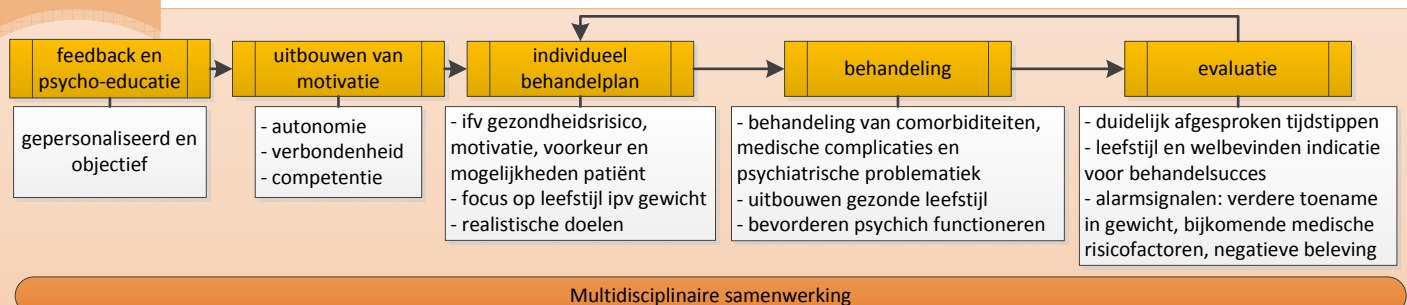 feedback en
psycho-educatie
gepersonaliseerd en
objectief
uitbouwen van
motivatie
- autonomie
- verbondenheid
- competentie
individueel
behandelplan
- ifv gezondheidsrisico,
motivatie, voorkeur en
mogelijkheden patiënt
- focus op leefstijl ipv gewicht
- realistische doelen
behandeling
- behandeling van comorbiditeiten,
medische complicaties en
psychiatrische problematiek
- uitbouwen gezonde leefstijl
- bevorderen psychich functioneren
evaluatie
- duidelijk afgesproken tijdstippen
- leefstijl en welbevinden indicatie
voor behandelsucces
- alarmsignalen: verdere toename
in gewicht, bijkomende medische
risicofactoren, negatieve beleving
Multidisciplinaire samenwerking